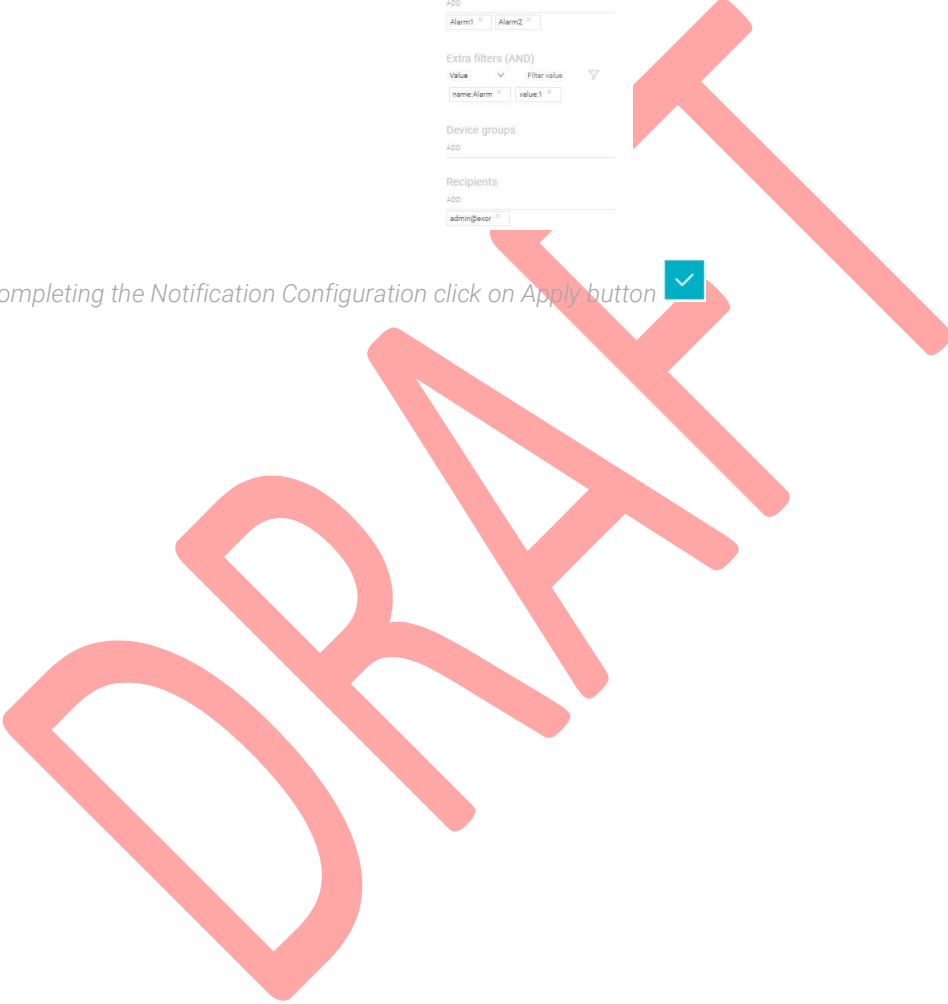 ADD
Alarm1 × Alarm2 ×
Extra filters (AND)
Value Filter value
name:Alarm × value:1 ×
Device groups
ADD
Recipients
ADD
admin@exor ×
ompleting the Notification Configuration click on Apply button
DRAFT